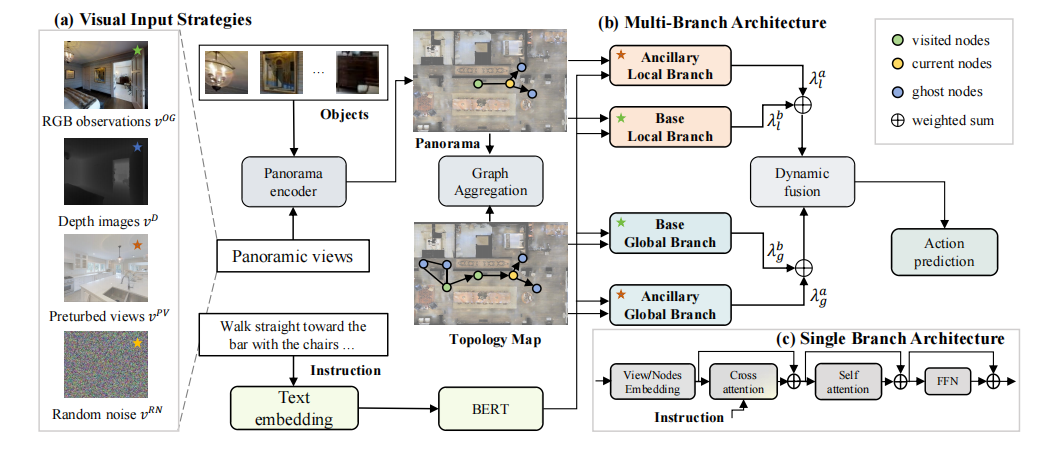 (a) Visual Input Strategies
RGB observations v^OG
Depth images v^D
Preturbed views v^PV
Random noise v^RN
...
Objects
Panorama
encoder
Panoramic views
Walk straight toward the
bar with the chairs ...
Instruction
Text
embedding
BERT
Panorama
Graph
Aggregation
Topology Map
(b) Multi-Branch Architecture
Ancillary
Local Branch
Base
Local Branch
Base
Global Branch
Ancillary
Global Branch
λ_l^a
λ_l^b
λ_g^b
λ_g^a
Dynamic
fusion
Action
prediction
visited nodes
current nodes
ghost nodes
weighted sum
(c) Single Branch Architecture
View/Nodes
Embedding
Cross
attention
Self
attention
FFN
Instruction